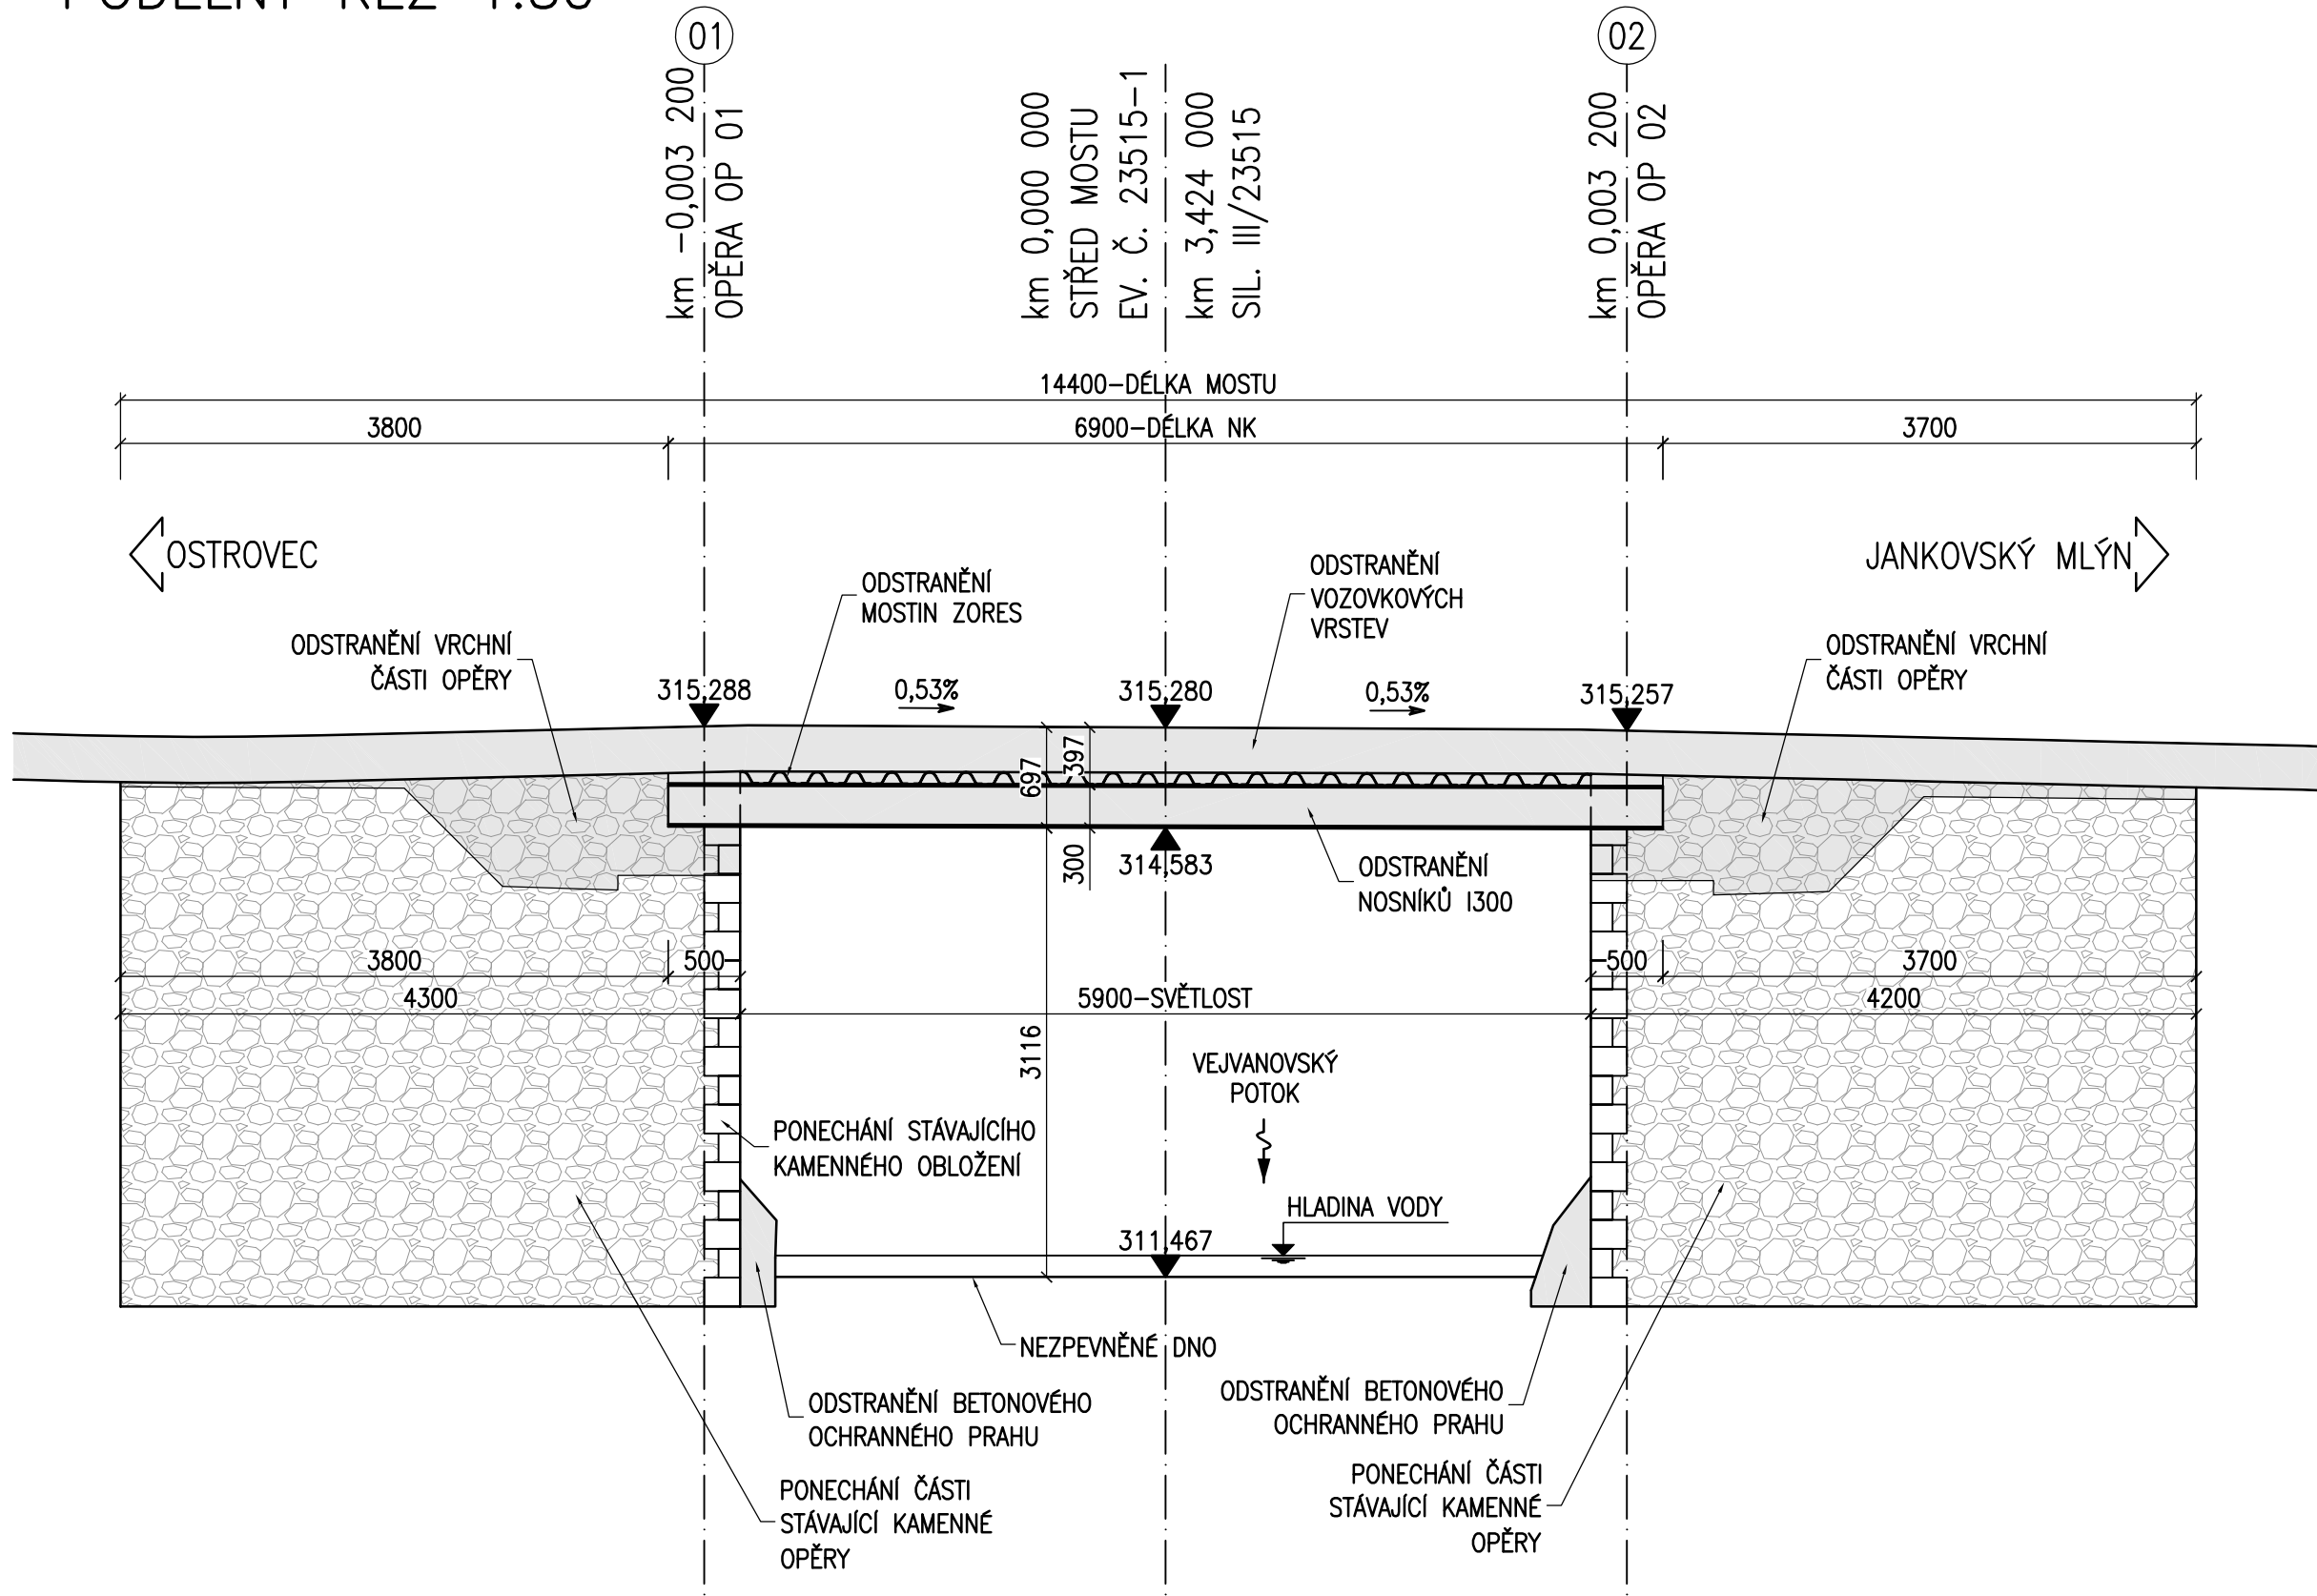 PODÉLNÝ ŘEZ 1:50
01
02
km -0,003 200
OPĚRA OP 01
km 0,000 000
STŘED MOSTU
EV. Č. 23515-1
km 3,424 000
SIL. III/23515
km 0,003 200
OPĚRA OP 02
14400-DÉLKA MOSTU
3800
6900-DÉLKA NK
3700
OSTROVEC
JANKOVSKÝ MLÝN
ODSTRANĚNÍ
MOSTIN ZORES
ODSTRANĚNÍ
VOZOVKOVÝCH
VRSTEV
ODSTRANĚNÍ VRCHNÍ
ČÁSTI OPĚRY
ODSTRANĚNÍ VRCHNÍ
ČÁSTI OPĚRY
315,288
0,53%
315,280
0,53%
315,257
697
397
300
314,583
ODSTRANĚNÍ
NOSNÍKŮ I300
3800
500
500
3700
4300
5900-SVĚTLOST
4200
3116
VEJVANOVSKÝ
POTOK
PONECHÁNÍ STÁVAJÍCÍHO
KAMENNÉHO OBLOŽENÍ
HLADINA VODY
311,467
NEZPEVNĚNÉ DNO
ODSTRANĚNÍ BETONOVÉHO
OCHRANNÉHO PRAHU
ODSTRANĚNÍ BETONOVÉHO
OCHRANNÉHO PRAHU
PONECHÁNÍ ČÁSTI
STÁVAJÍCÍ KAMENNÉ
OPĚRY
PONECHÁNÍ ČÁSTI
STÁVAJÍCÍ KAMENNÉ
OPĚRY